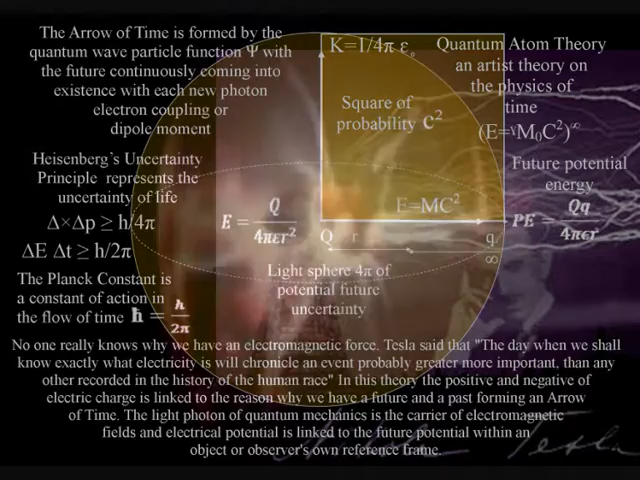 The Arrow of Time is formed by the
quantum wave particle function Ψ with
the future continuously coming into
existence with each new photon
electron coupling or
dipole moment
K=1/4π ε。
Quantum Atom Theory
an artist theory on
the physics of
time
(E=ˠM₀C²)^∞
Square of
probability c²
Heisenberg's Uncertainty
Principle represents the
uncertainty of life
Δ×Δp ≥ h/4π
ΔE Δt ≥ h/2π
Future potential
energy
E=MC²
E = Q/4πεr²
PE = Qq/4πεr
Q r q
∞
Light sphere 4π of
potential future
uncertainty
The Planck Constant is
a constant of action in
the flow of time ħ = h/2π
No one really knows why we have an electromagnetic force. Tesla said that "The day when we shall
know exactly what electricity is will chronicle an event probably greater more important, than any
other recorded in the history of the human race" In this theory the positive and negative of
electric charge is linked to the reason why we have a future and a past forming an Arrow
of Time. The light photon of quantum mechanics is the carrier of electromagnetic
fields and electrical potential is linked to the future potential within an
object or observer's own reference frame.
Tesla